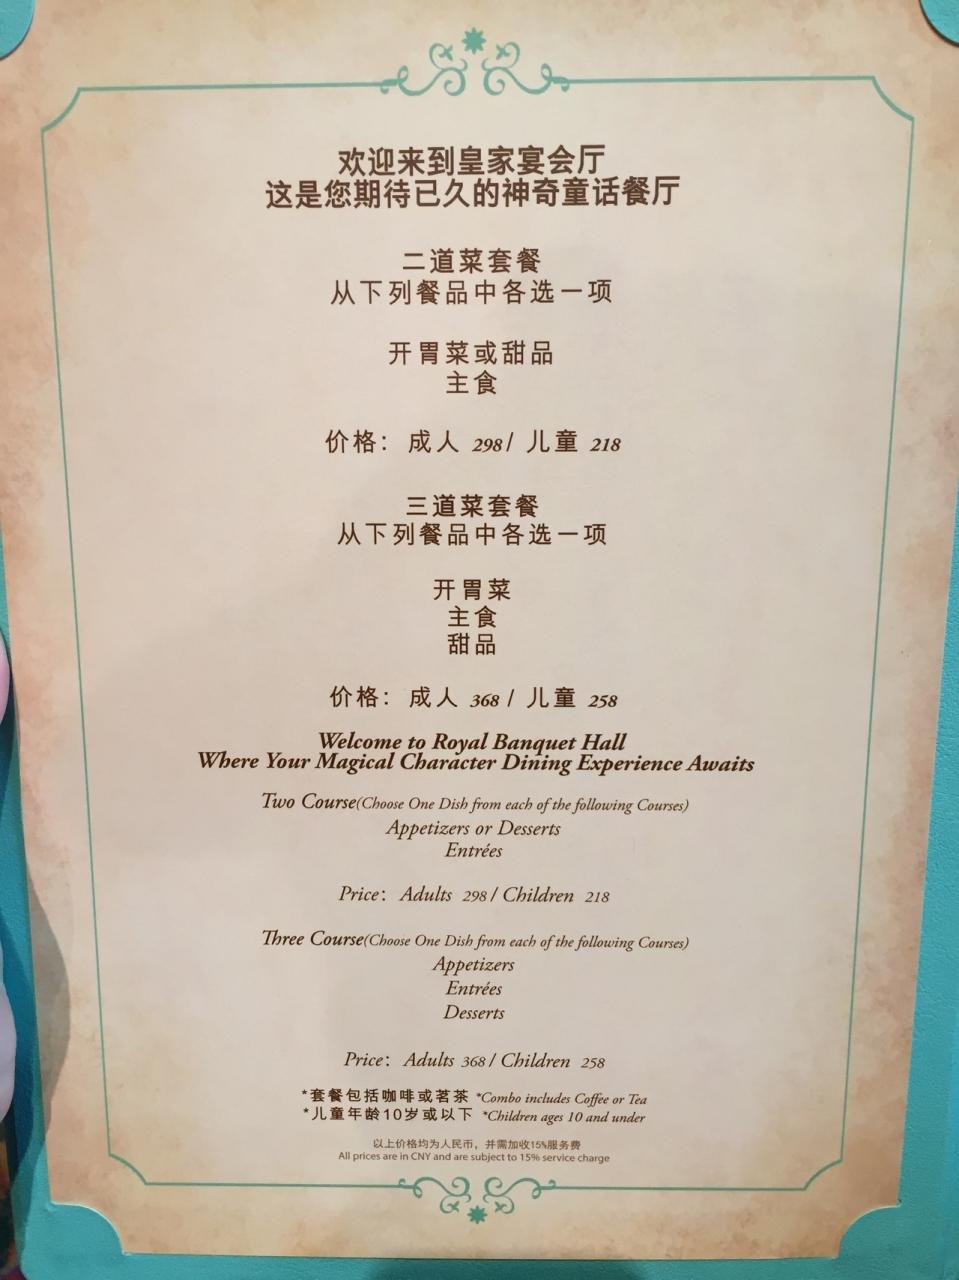 欢迎来到皇家宴会厅
这是您期待已久的神奇童话餐厅
二道菜套餐
从下列餐品中各选一项
开胃菜或甜品
主食
价格： 成人 298/ 儿童 218
三道菜套餐
从下列餐品中各选一项
开胃菜
主食
甜品
价格： 成人 368 / 儿童 258
Welcome to Royal Banquet Hall
Where Your Magical Character Dining Experience Awaits
Two Course(Choose One Dish from each of the following Courses)
Appetizers or Desserts
Entrées
Price： Adults 298 / Children 218
Three Course(Choose One Dish from each of the following Courses)
Appetizers
Entrées
Desserts
Price： Adults 368 / Children 258
*套餐包括咖啡或茗茶 *Combo includes Coffee or Tea
*儿童年龄10岁或以下 *Children ages 10 and under
以上价格均为人民币，并需加收15%服务费
All prices are in CNY and are subject to 15% service charge